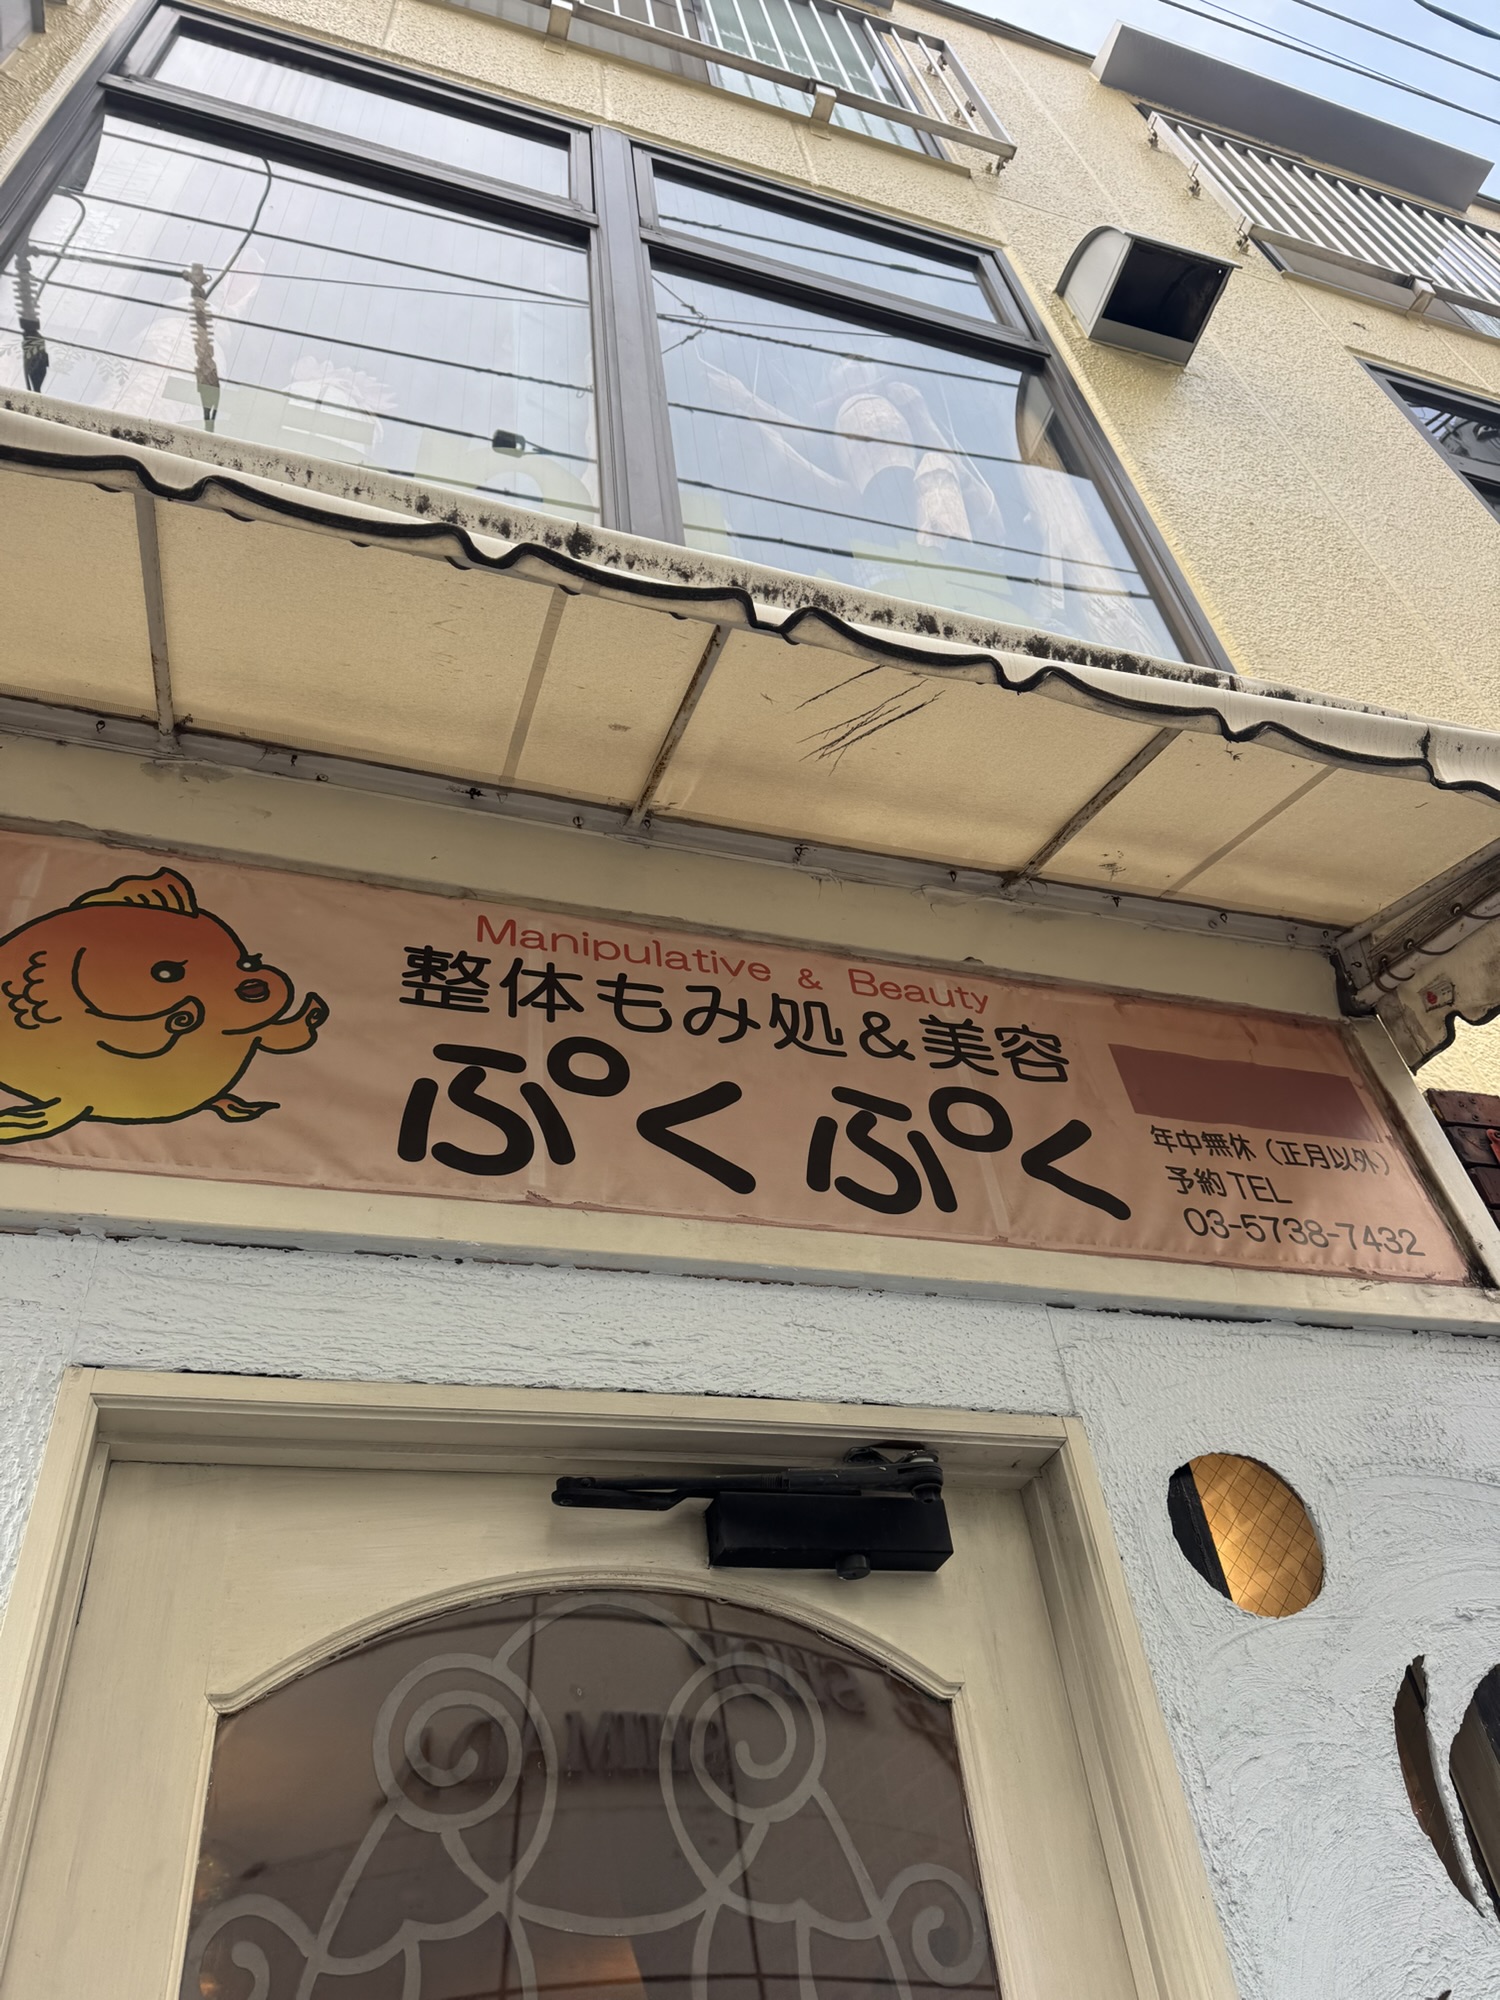 Manipulative & Beauty
整体もみ処&美容
ぷくぷく
年中無休(正月以外)
予約TEL
03-5738-7432